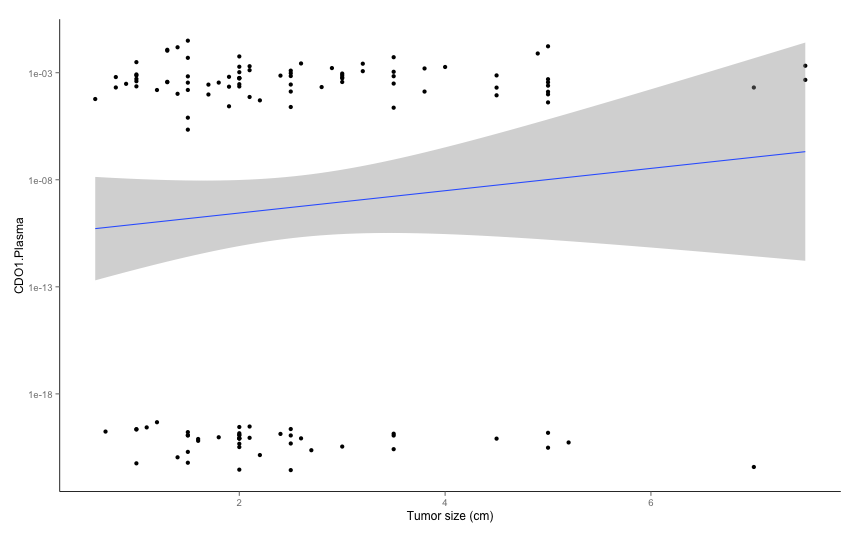 CDO1.Plasma
1e-03
1e-08
1e-13
1e-18
2
4
6
Tumor size (cm)